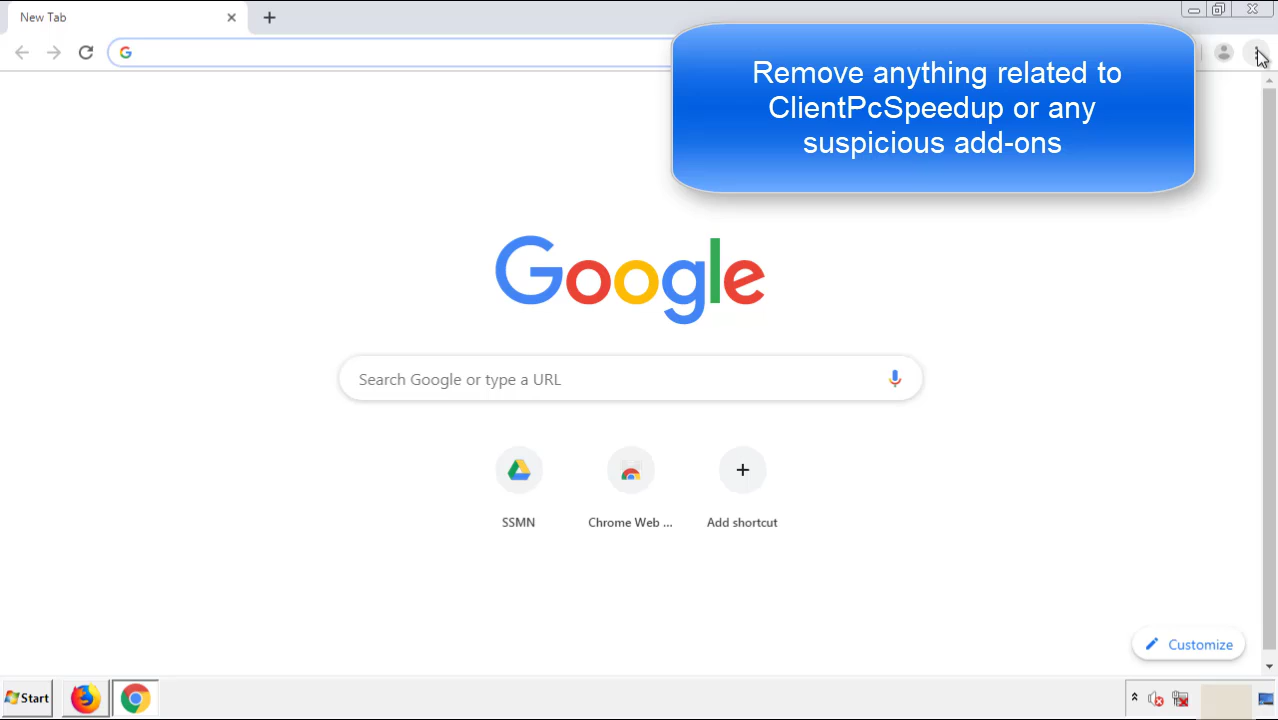 New Tab
Remove anything related to
ClientPcSpeedup or any
suspicious add-ons
Google
Search Google or type a URL
SSMN
Chrome Web ...
Add shortcut
Customize
Start